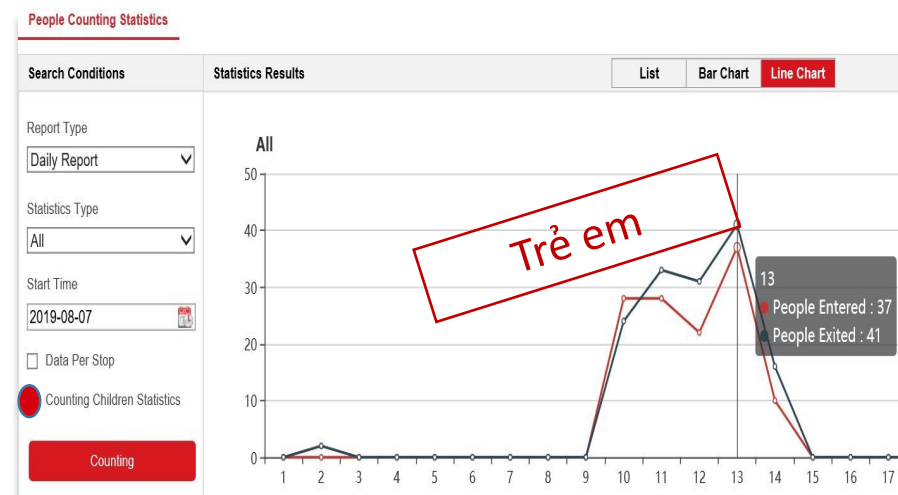 People Counting Statistics
Search Conditions
Statistics Results
List Bar Chart Line Chart
Report Type
Daily Report
Statistics Type
All
Start Time
2019-08-07
Data Per Stop
Counting Children Statistics
Counting
All
50
40
30
20
10
0
1 2 3 4 5 6 7 8 9 10 11 12 13 14 15 16 17
Trẻ em
13
People Entered : 37
People Exited : 41